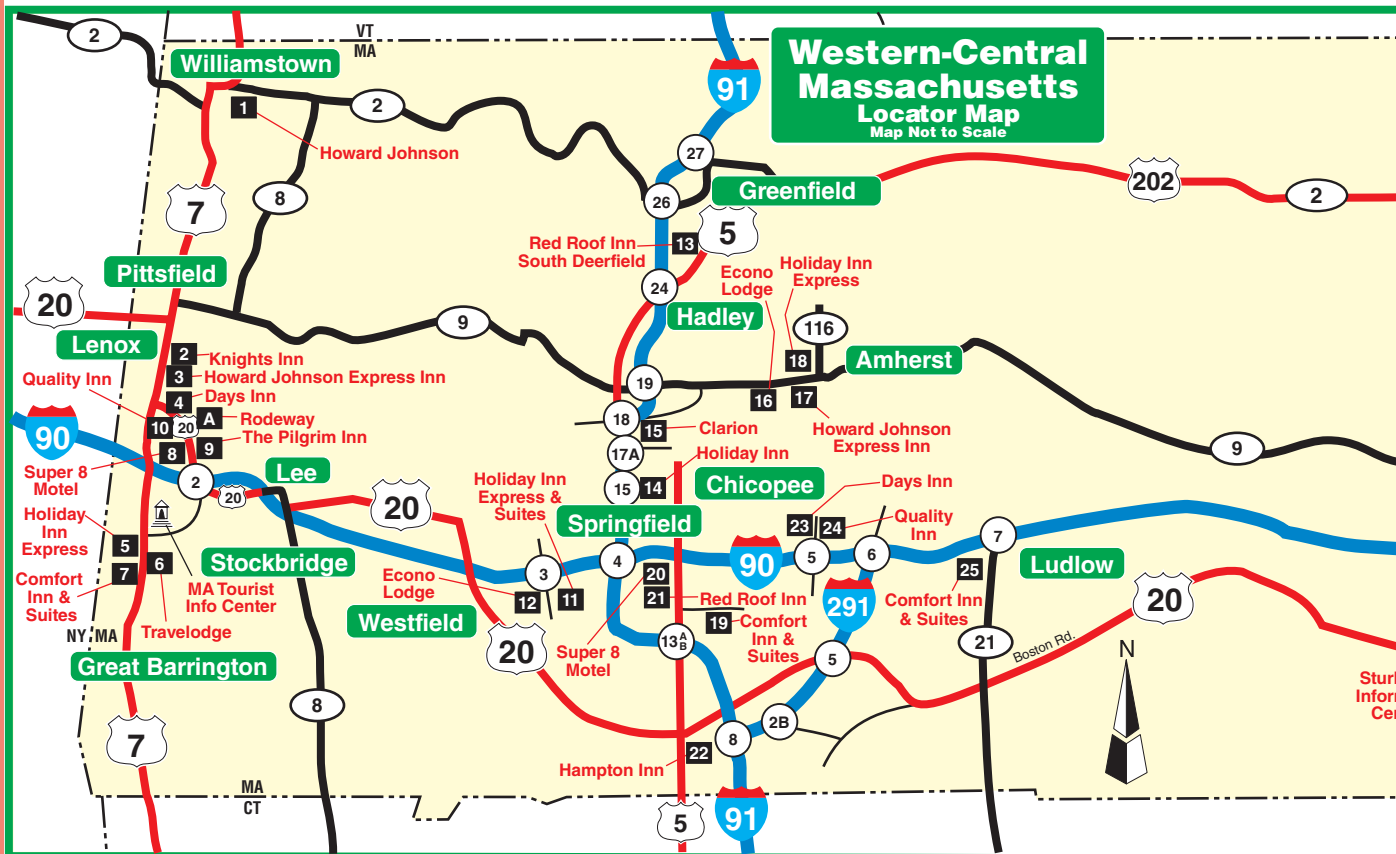 Western-Central
Massachusetts
Locator Map
Map Not to Scale
2
VT
MA
Williamstown
91
1
2
Howard Johnson
27
202
2
Greenfield
7
8
26
5
Red Roof Inn
South Deerfield
13
Pittsfield
Econo
Lodge
Holiday Inn
Express
24
20
9
Hadley
116
Lenox
2
Knights Inn
18
Amherst
3
Howard Johnson Express Inn
Quality Inn
19
4
Days Inn
16
17
A
Rodeway
18
90
10
20
15
Clarion
Howard Johnson
Express Inn
The Pilgrim Inn
9
8
17A
9
Holiday Inn
Super 8
Motel
2
Lee
20
Holiday Inn
Express &
Suites
15
14
Chicopee
Days Inn
20
Holiday
Inn
Express
Springfield
23
24
Quality
Inn
5
7
Stockbridge
4
90
5
6
Ludlow
6
3
7
Comfort
Inn &
Suites
MA Tourist
Info Center
Econo
Lodge
12
11
20
25
21
Red Roof Inn
291
Comfort Inn
& Suites
20
Westfield
19
Comfort
Inn &
Suites
NY
MA
Travelodge
20
Super 8
Motel
13
A
B
21
Boston Rd.
N
Great Barrington
5
8
2B
7
8
22
Hampton Inn
MA
CT
5
91